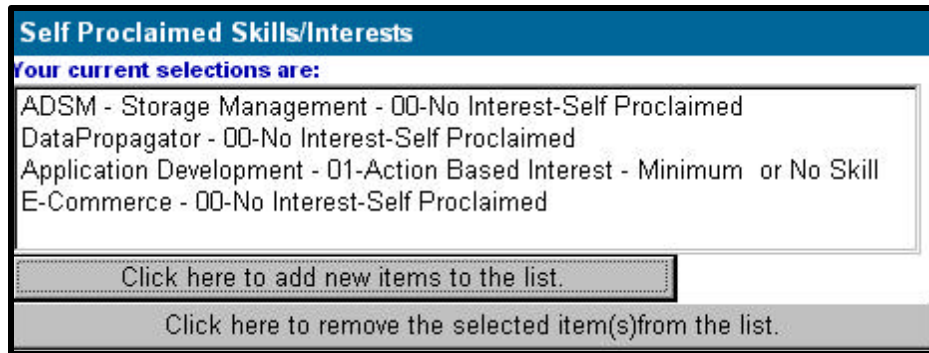 Self Proclaimed Skills/Interests
Your current selections are:
ADSM - Storage Management - 00-No Interest-Self Proclaimed
DataPropagator - 00-No Interest-Self Proclaimed
Application Development - 01-Action Based Interest - Minimum  or No Skill
E-Commerce - 00-No Interest-Self Proclaimed
Click here to add new items to the list.
Click here to remove the selected item(s)from the list.